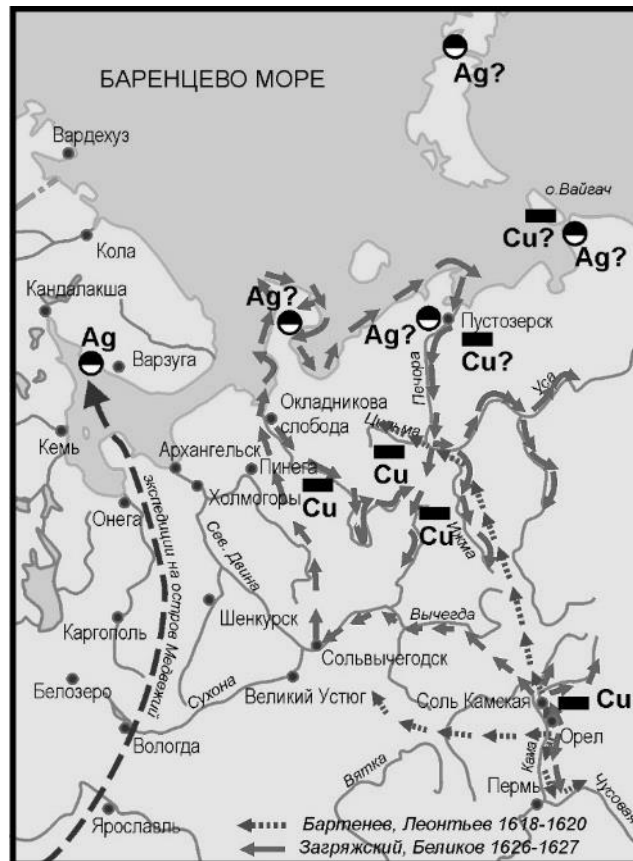 БАРЕНЦЕВО МОРЕ
Ag?
Вардехуз
о.Вайгач
Cu?
Ag?
Кола
Кандалакша
Ag?
Ag?
Пустозерск
Ag
Варзуга
Cu?
Печора
Уса
Окладникова
слобода
Цильма
Кемь
Архангельск
Пинега
Cu
Холмогоры
Cu
Онега
Cu
Ижма
экспедиции на остров Медвежий
Сев. Двина
Шенкурск
Вычегда
Каргополь
Сольвычегодск
Белозеро
Сухона
Великий Устюг
Соль Камская
Cu
Вологда
Орел
Кама
Вятка
Пермь
Чусовая
Ярославль
Бартенев, Леонтьев 1618-1620
Загряжский, Беликов 1626-1627